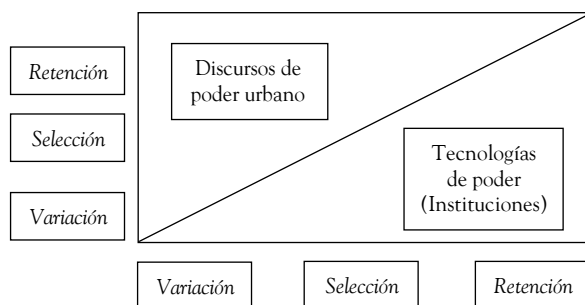 Retención
Selección
Variación
Discursos de
poder urbano
Tecnologías
de poder
(Instituciones)
Variación
Selección
Retención